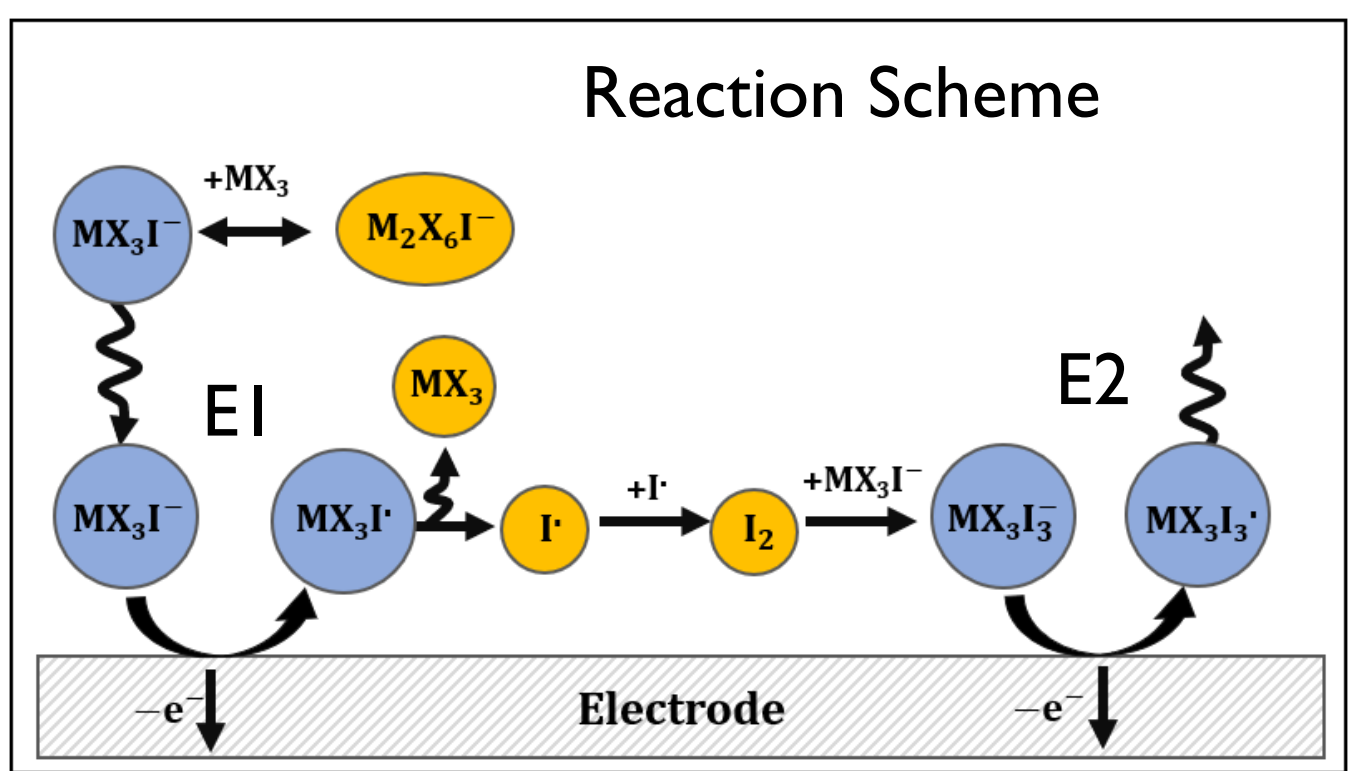 Reaction Scheme
+MX₃
MX₃I⁻
M₂X₆I⁻
MX₃
E1
E2
MX₃I⁻
MX₃I·
I·
+I·
I₂
+MX₃I⁻
MX₃I₃⁻
MX₃I₃·
−e⁻
Electrode
−e⁻